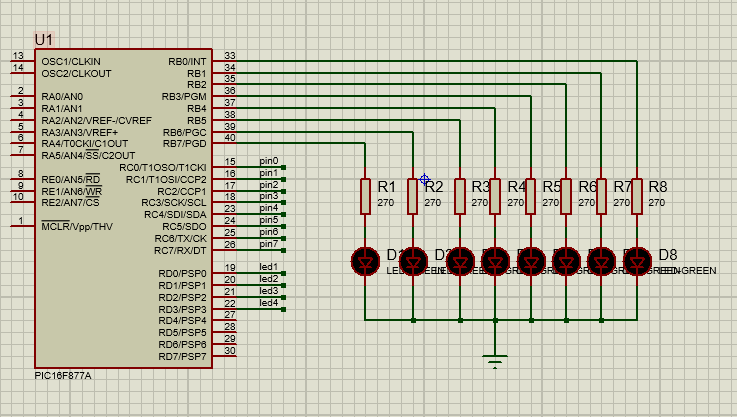 U1
13 OSC1/CLKIN RB0/INT 33
14 OSC2/CLKOUT RB1 34
RB2 35
2 RA0/AN0 RB3/PGM 36
3 RA1/AN1 RB4 37
4 RA2/AN2/VREF-/CVREF RB5 38
5 RA3/AN3/VREF+ RB6/PGC 39
6 RA4/T0CKI/C1OUT RB7/PGD 40
7 RA5/AN4/SS/C2OUT
RC0/T1OSO/T1CKI 15 pin0
8 RE0/AN5/RD RC1/T1OSI/CCP2 16 pin1
9 RE1/AN6/WR RC2/CCP1 17 pin2
10 RE2/AN7/CS RC3/SCK/SCL 18 pin3
RC4/SDI/SDA 23 pin4
1 MCLR/Vpp/THV RC5/SDO 24 pin5
RC6/TX/CK 25 pin6
RC7/RX/DT 26 pin7
RD0/PSP0 19 led1
RD1/PSP1 20 led2
RD2/PSP2 21 led3
RD3/PSP3 22 led4
RD4/PSP4 27
RD5/PSP5 28
RD6/PSP6 29
RD7/PSP7 30
PIC16F877A
R1 R2 R3 R4 R5 R6 R7 R8
270 270 270 270 270 270 270 270
D8